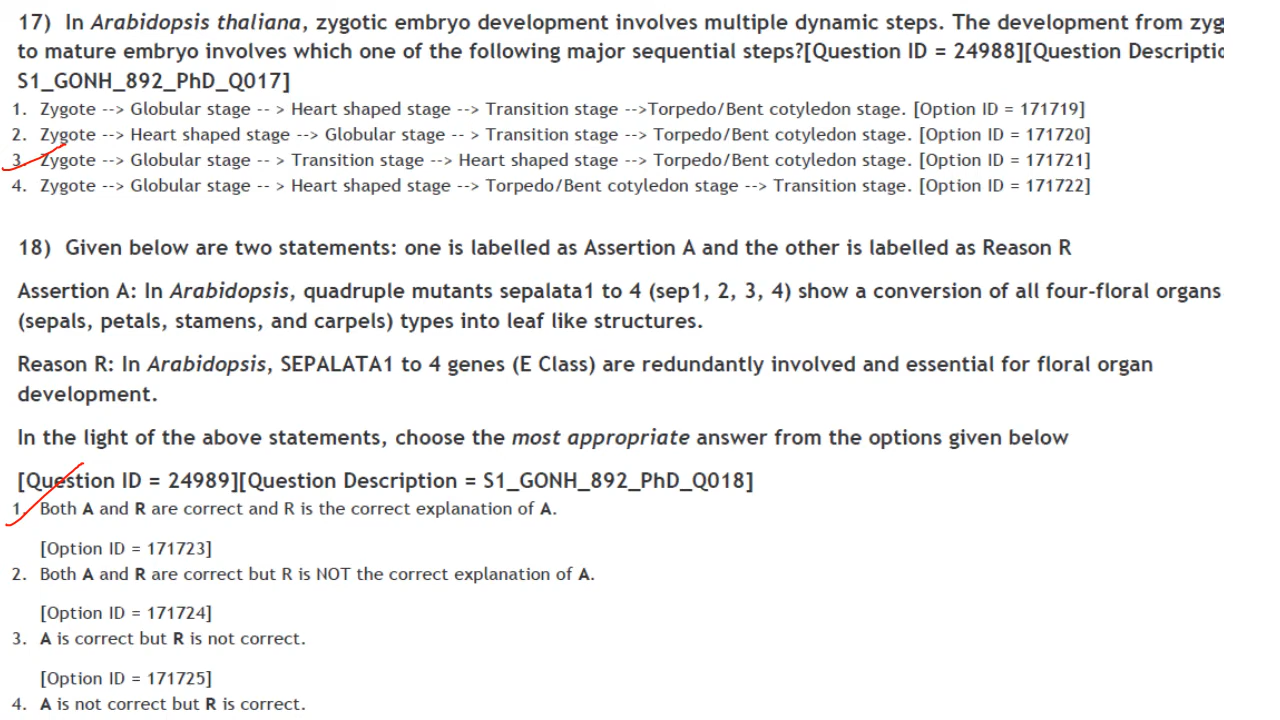 17) In Arabidopsis thaliana, zygotic embryo development involves multiple dynamic steps. The development from zyg
to mature embryo involves which one of the following major sequential steps?[Question ID = 24988][Question Descriptio
S1_GONH_892_PhD_Q017]
1. Zygote --> Globular stage -- > Heart shaped stage --> Transition stage -->Torpedo/Bent cotyledon stage. [Option ID = 171719]
2. Zygote --> Heart shaped stage --> Globular stage -- > Transition stage --> Torpedo/Bent cotyledon stage. [Option ID = 171720]
3. Zygote --> Globular stage -- > Transition stage --> Heart shaped stage --> Torpedo/Bent cotyledon stage. [Option ID = 171721]
4. Zygote --> Globular stage -- > Heart shaped stage --> Torpedo/Bent cotyledon stage --> Transition stage. [Option ID = 171722]
18) Given below are two statements: one is labelled as Assertion A and the other is labelled as Reason R
Assertion A: In Arabidopsis, quadruple mutants sepalata1 to 4 (sep1, 2, 3, 4) show a conversion of all four-floral organs
(sepals, petals, stamens, and carpels) types into leaf like structures.
Reason R: In Arabidopsis, SEPALATA1 to 4 genes (E Class) are redundantly involved and essential for floral organ
development.
In the light of the above statements, choose the most appropriate answer from the options given below
[Question ID = 24989][Question Description = S1_GONH_892_PhD_Q018]
1. Both A and R are correct and R is the correct explanation of A.
[Option ID = 171723]
2. Both A and R are correct but R is NOT the correct explanation of A.
[Option ID = 171724]
3. A is correct but R is not correct.
[Option ID = 171725]
4. A is not correct but R is correct.